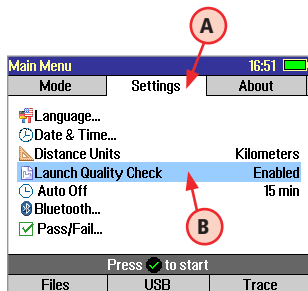 A
Main Menu 16:51
Mode Settings About
Language...
Date & Time...
Distance Units Kilometers
Launch Quality Check Enabled
Auto Off 15 min
Bluetooth...
Pass/Fail...
B
Press to start
Files USB Trace